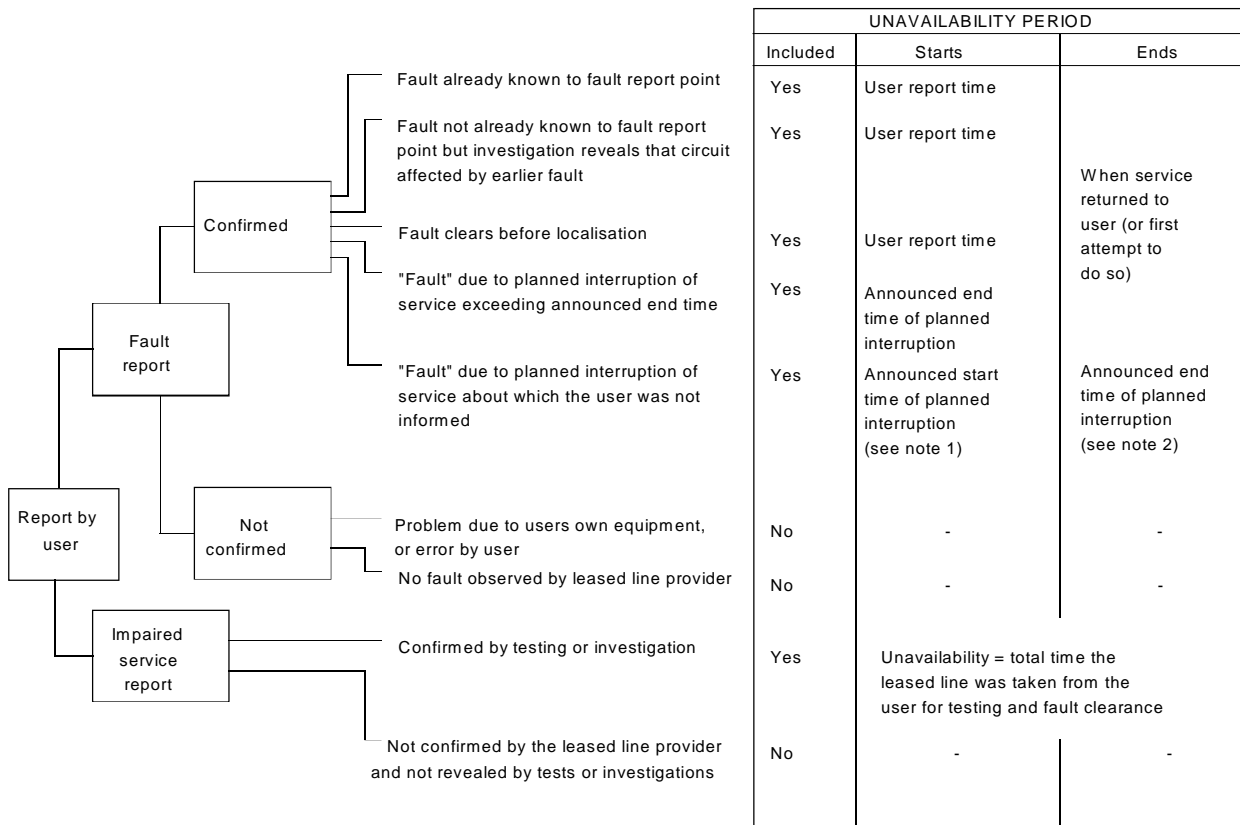 UNAVAILABILITY PERIOD
Included Starts Ends
Fault already known to fault report point
Yes User report time
Fault not already known to fault report
point but investigation reveals that circuit
affected by earlier fault
Yes User report time
When service
returned to
user (or first
attempt to
do so)
Confirmed
Fault clears before localisation
Yes User report time
"Fault" due to planned interruption of
service exceeding announced end time
Yes Announced end
time of planned
interruption
Fault
report
"Fault" due to planned interruption of
service about which the user was not
informed
Yes Announced start
time of planned
interruption
(see note 1)
Announced end
time of planned
interruption
(see note 2)
Report by
user
Not
confirmed
Problem due to users own equipment,
or error by user
No - -
No fault observed by leased line provider
No - -
Impaired
service
report
Confirmed by testing or investigation
Yes Unavailability = total time the
leased line was taken from the
user for testing and fault clearance
Not confirmed by the leased line provider
and not revealed by tests or investigations
No - -